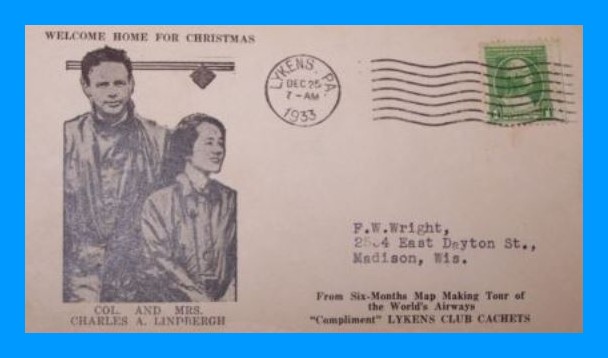 WELCOME HOME FOR CHRISTMAS
LYKENS, PA.
DEC 25
7-AM
1933
F.W.Wright,
East Dayton St.,
Madison, Wis.
COL. AND MRS.
CHARLES A. LINDBERGH
From Six-Months Map Making Tour of
the World's Airways
"Compliment" LYKENS CLUB CACHETS